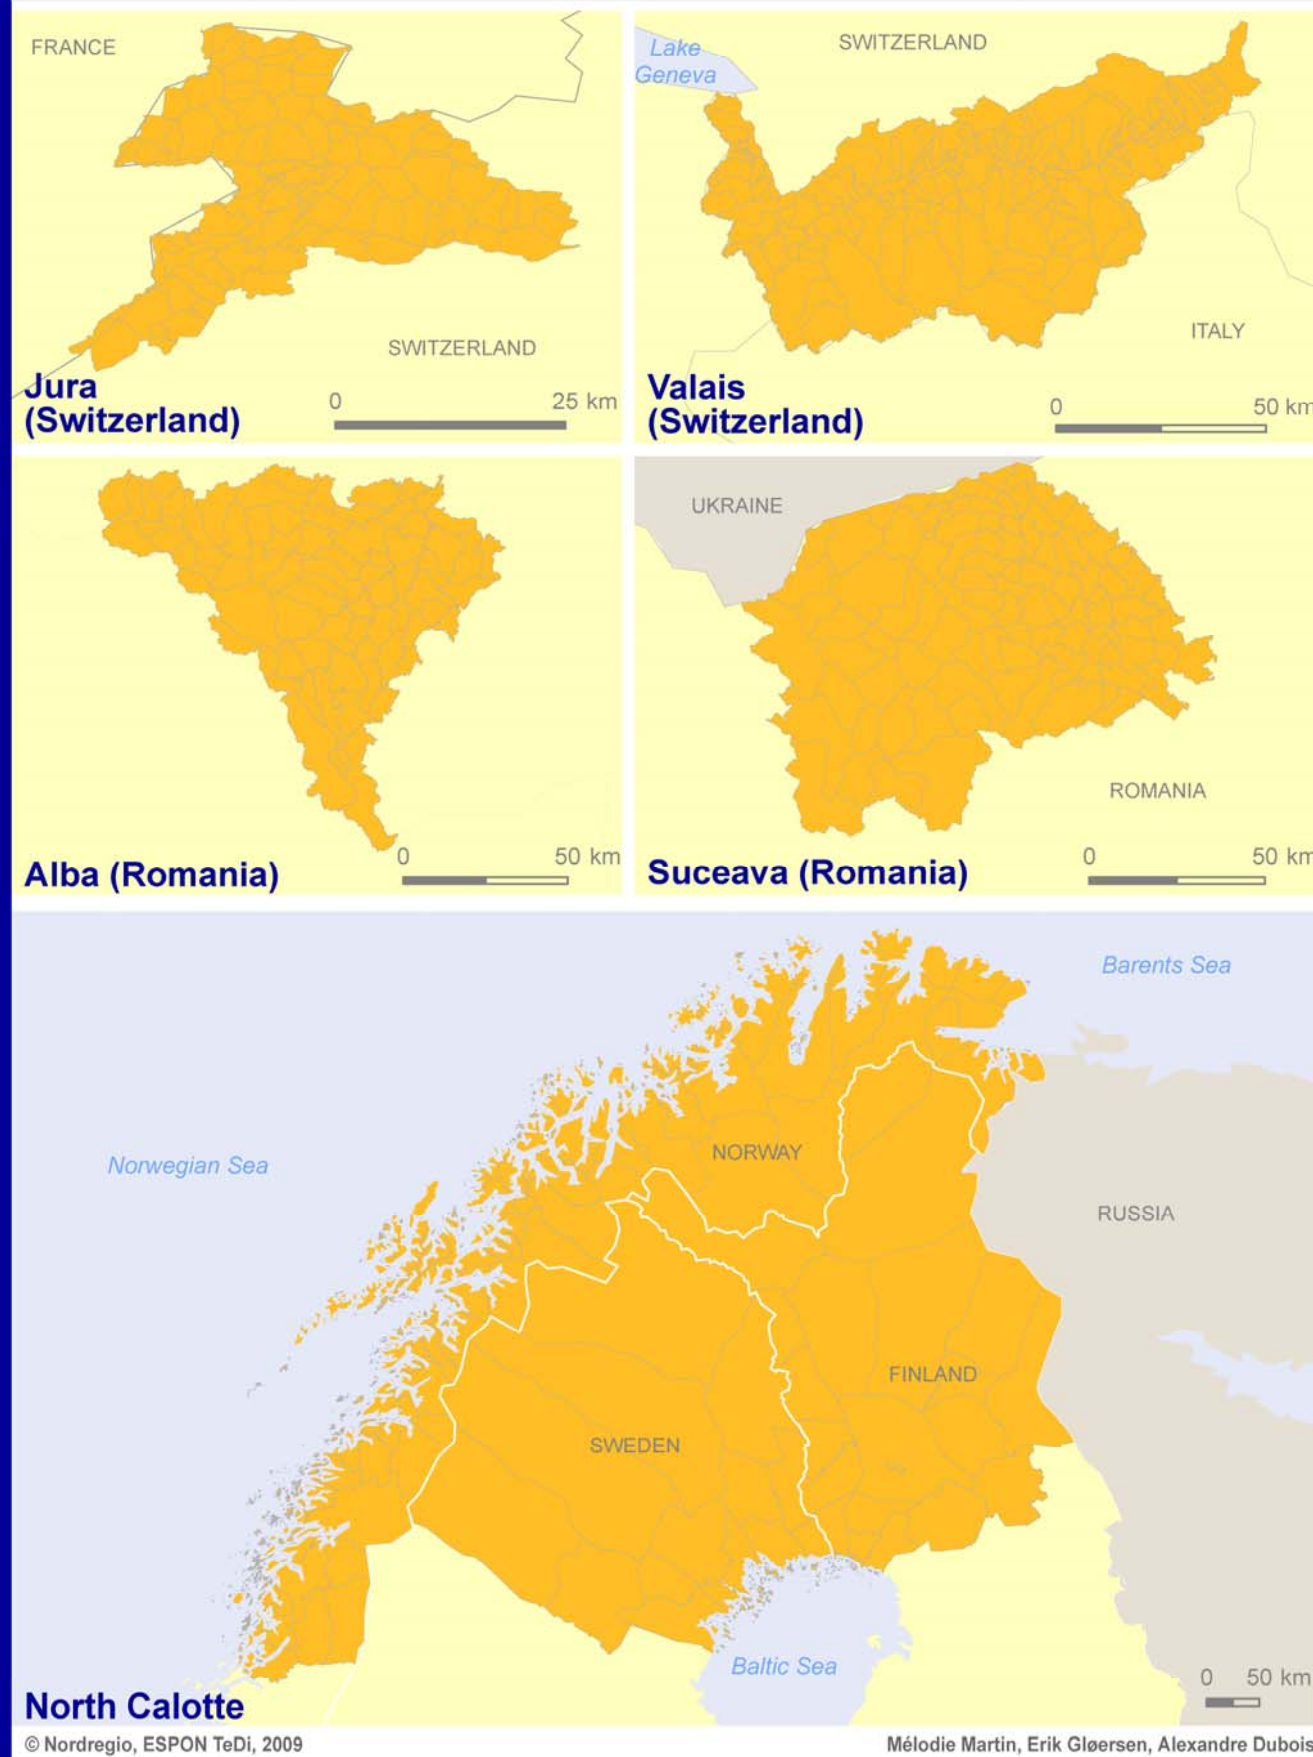 FRANCE
SWITZERLAND
Jura
(Switzerland)
0 25 km
Lake
Geneva
SWITZERLAND
ITALY
Valais
(Switzerland)
0 50 km
Alba (Romania)
0 50 km
UKRAINE
ROMANIA
Suceava (Romania)
0 50 km
Barents Sea
Norwegian Sea
NORWAY
RUSSIA
FINLAND
SWEDEN
Baltic Sea
0 50 km
North Calotte
© Nordregio, ESPON TeDi, 2009
Mélodie Martin, Erik Gløersen, Alexandre Dubois